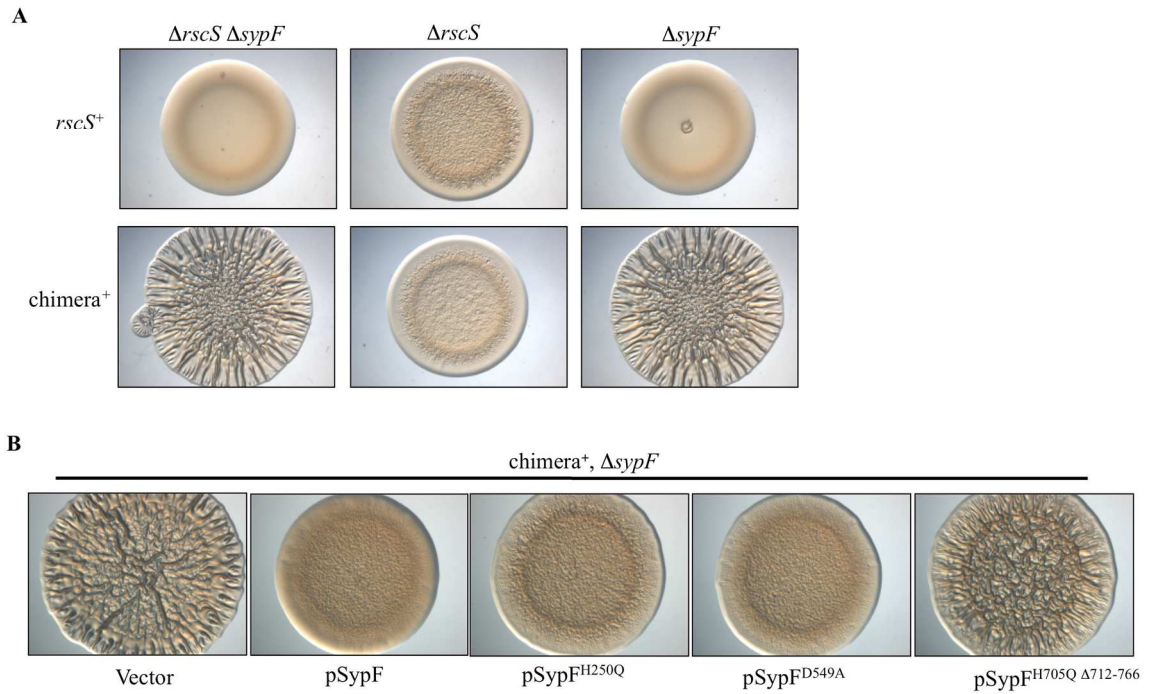 A
ΔrscS ΔsypF ΔrscS ΔsypF
rscS⁺
chimera⁺
B
chimera⁺, ΔsypF
Vector pSypF pSypFᴴ²⁵⁰Q pSypFᴰ⁵⁴⁹ᴬ pSypFᴴ⁷⁰⁵Q Δ⁷¹²⁻⁷⁶⁶